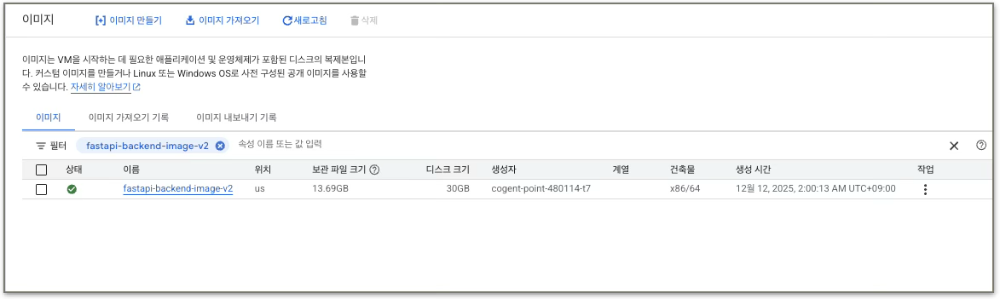 이미지 이미지 만들기 이미지 가져오기 새로고침 삭제
이미지는 VM을 시작하는 데 필요한 애플리케이션 및 운영체제가 포함된 디스크의 복제본입니
다. 커스텀 이미지를 만들거나 Linux 또는 Windows OS로 사전 구성된 공개 이미지를 사용할
수 있습니다. 자세히 알아보기
이미지 이미지 가져오기 기록 이미지 내보내기 기록
필터 fastapi-backend-image-v2 속성 이름 또는 값 입력
상태 이름 위치 보관 파일 크기 디스크 크기 생성자 계열 건축물 생성 시간 작업
fastapi-backend-image-v2 us 13.69GB 30GB cogent-point-480114-t7 x86/64 12월 12, 2025, 2:00:13 AM UTC+09:00